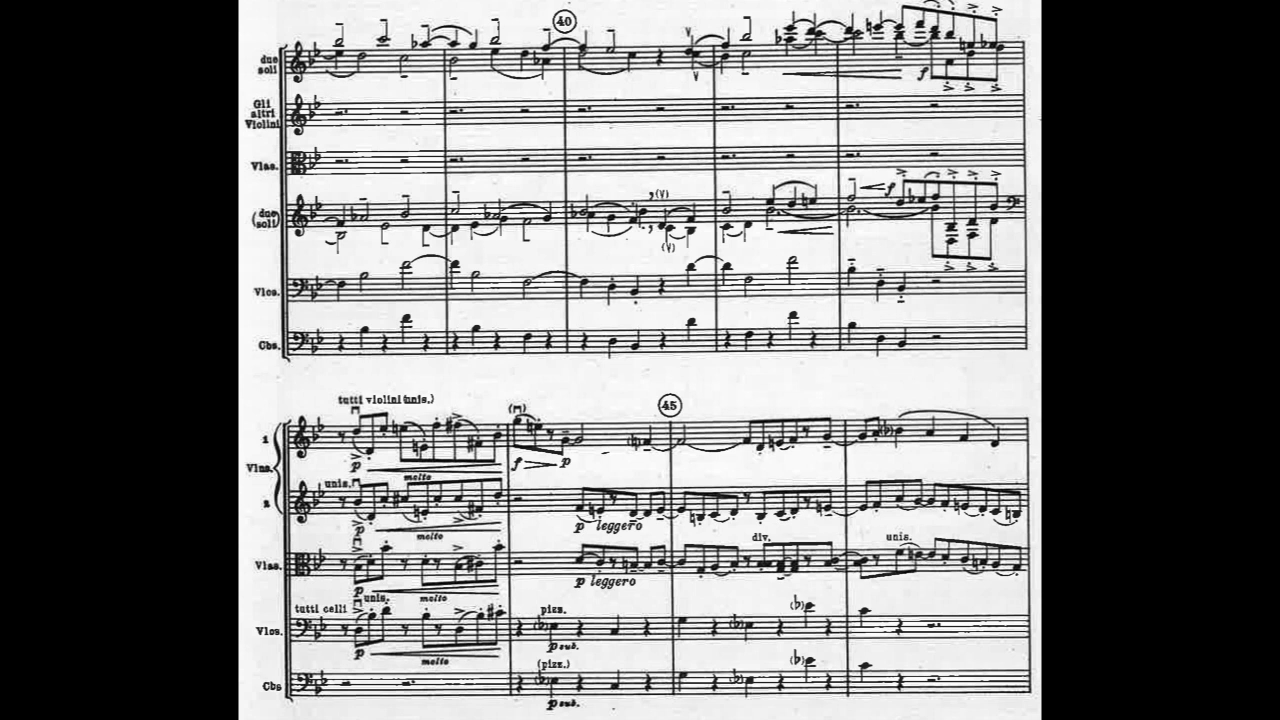 40
due
soli
f
Gli
altri
Violini
Vlas.
(due
soli)
(V)
f
(V)
Vlcs.
Cbs.
tutti violini (unis.)
45
1
Vlns.
p
molto
f
p
unis.
2
p
molto
p leggero
div.
unis.
Vlas.
p
molto
p leggero
tutti celli
unis.
pizz.
(b)
Vlcs.
p
molto
p sub.
(pizz.)
(b)
Cbs
p sub.